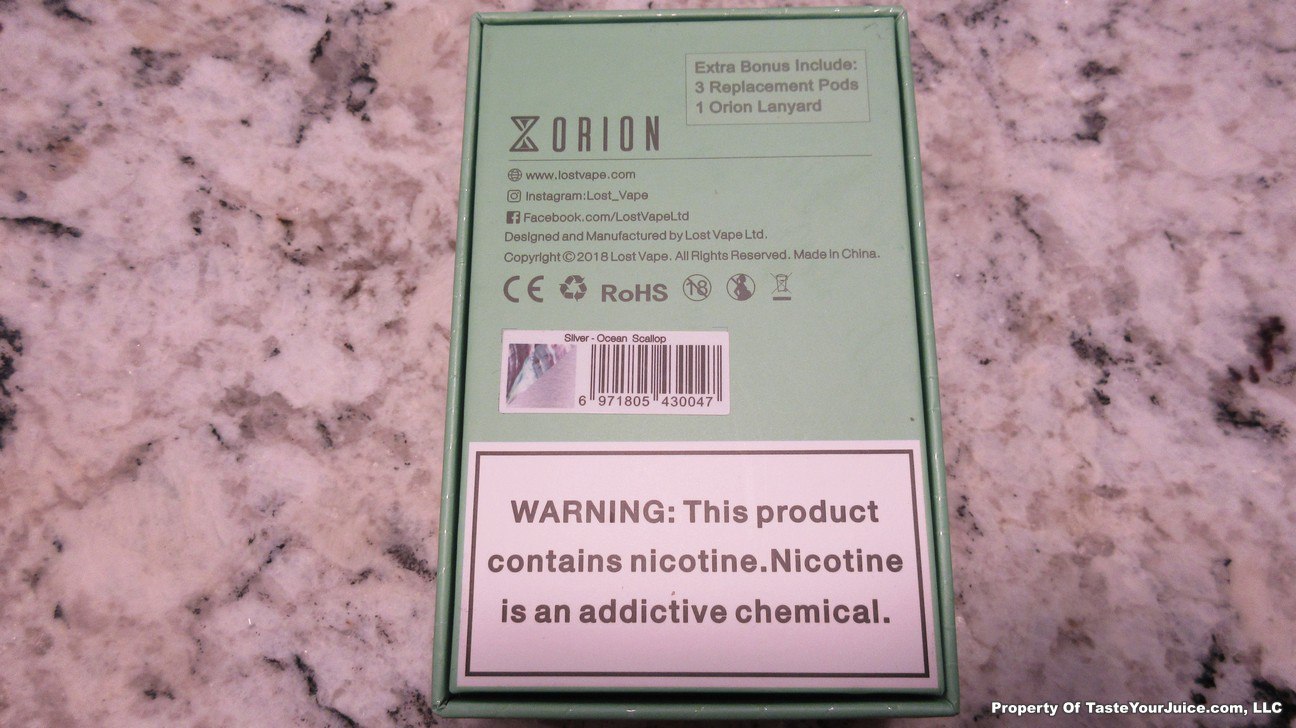 Extra Bonus Include:
3 Replacement Pods
1 Orion Lanyard
ORION
www.lostvape.com
Instagram:Lost_Vape
Facebook.com/LostVapeLtd
Designed and Manufactured by Lost Vape Ltd.
Copyright©2018 Lost Vape. All Rights Reserved. Made in China.
CE RoHS 18
Silver - Ocean Scallop
6 971805 430047
WARNING: This product
contains nicotine.Nicotine
is an addictive chemical.
Property Of TasteYourJuice.com, LLC